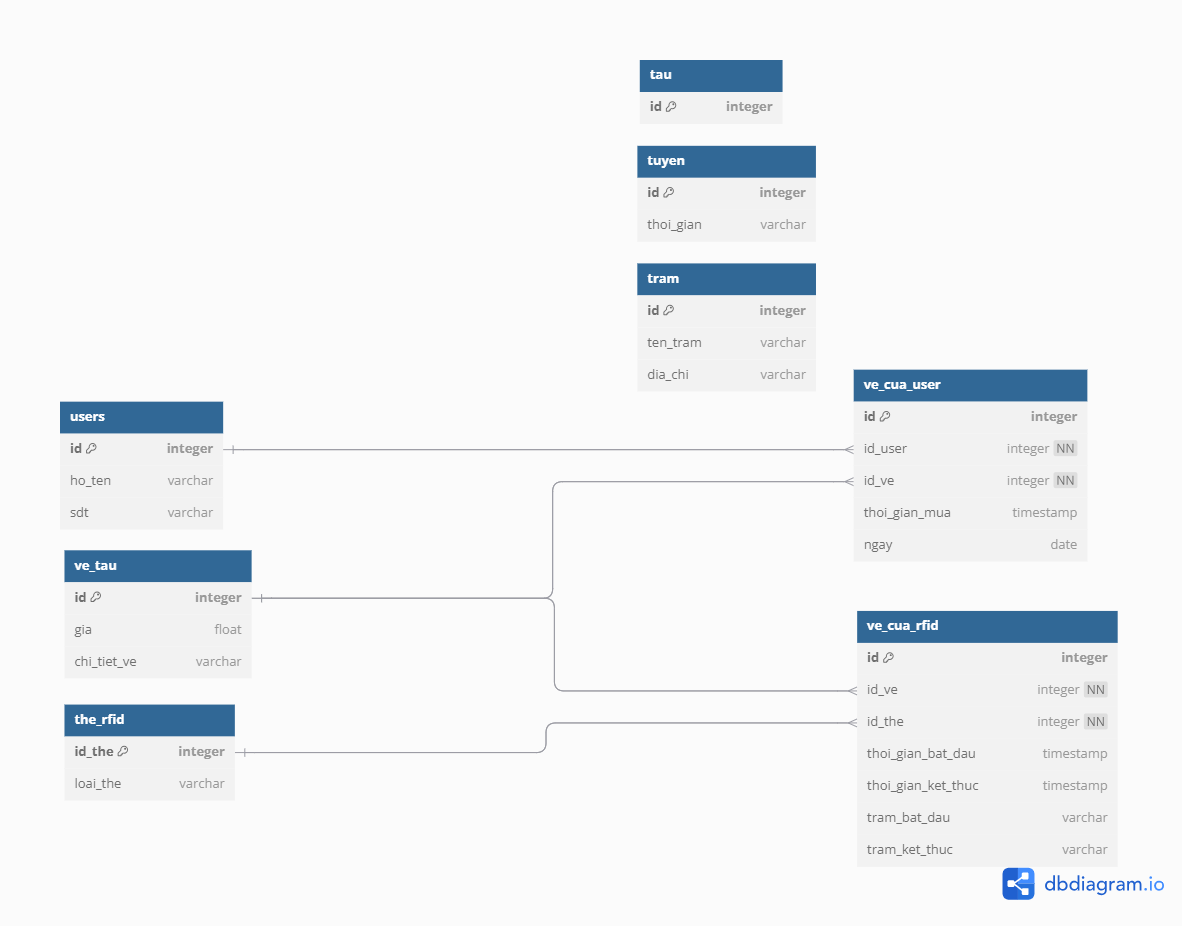 tau
id integer
tuyen
id integer
thoi_gian varchar
tram
id integer
ten_tram varchar
dia_chi varchar
users
id integer
ho_ten varchar
sdt varchar
ve_tau
id integer
gia float
chi_tiet_ve varchar
the_rfid
id_the integer
loai_the varchar
ve_cua_user
id integer
id_user integer NN
id_ve integer NN
thoi_gian_mua timestamp
ngay date
ve_cua_rfid
id integer
id_ve integer NN
id_the integer NN
thoi_gian_bat_dau timestamp
thoi_gian_ket_thuc timestamp
tram_bat_dau varchar
tram_ket_thuc varchar
dbdiagram.io